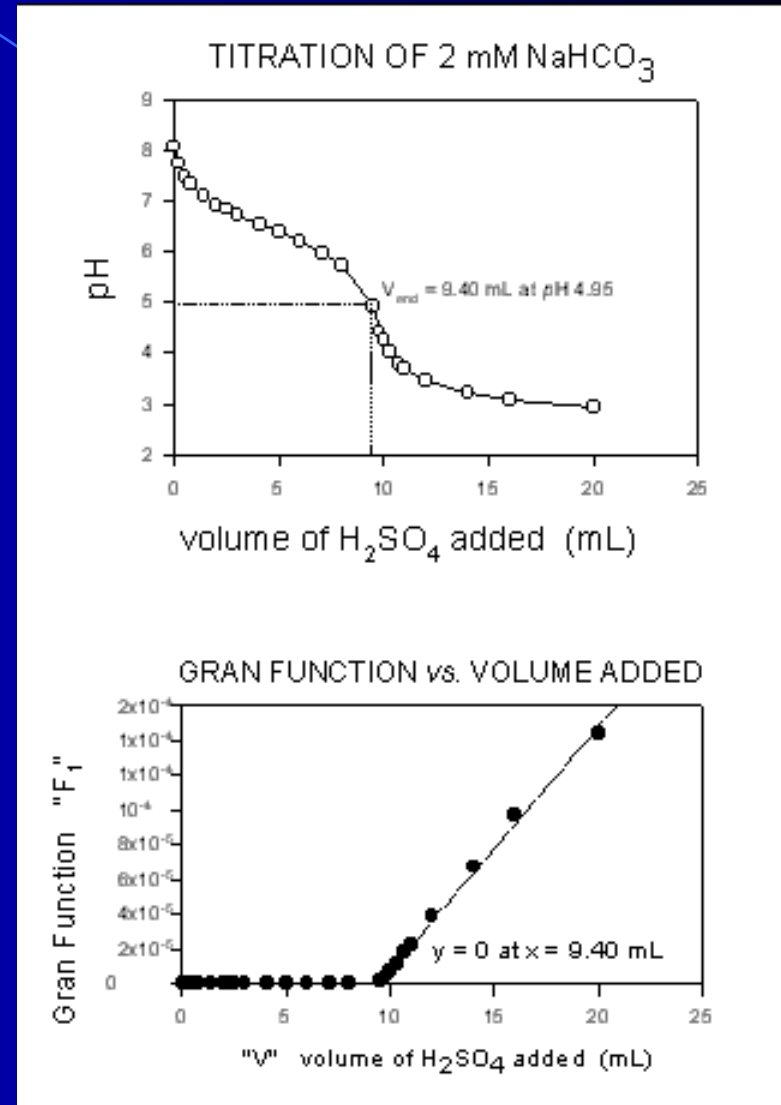 TITRATION OF 2 mM NaHCO₃
9
8
7
6
5
4
3
2
pH
V_end = 9.40 mL at pH 4.95
0 5 10 15 20 25
volume of H₂SO₄ added (mL)
GRAN FUNCTION vs. VOLUME ADDED
2x10⁻⁴
1x10⁻⁴
1x10⁻⁴
10⁻⁴
8x10⁻⁵
6x10⁻⁵
4x10⁻⁵
2x10⁻⁵
0
Gran Function "F₁"
y = 0 at x = 9.40 mL
0 5 10 15 20 25
"V" volume of H₂SO₄ added (mL)